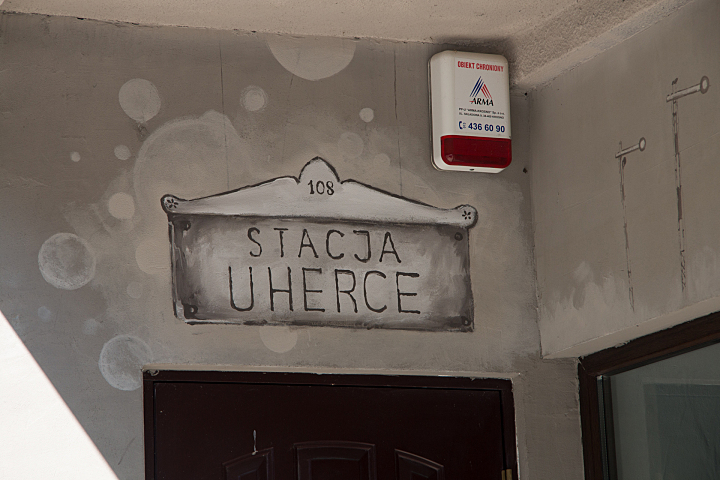 OBIEKT CHRONIONY
ARMA
436 60 90
108
STACJA
UHERCE